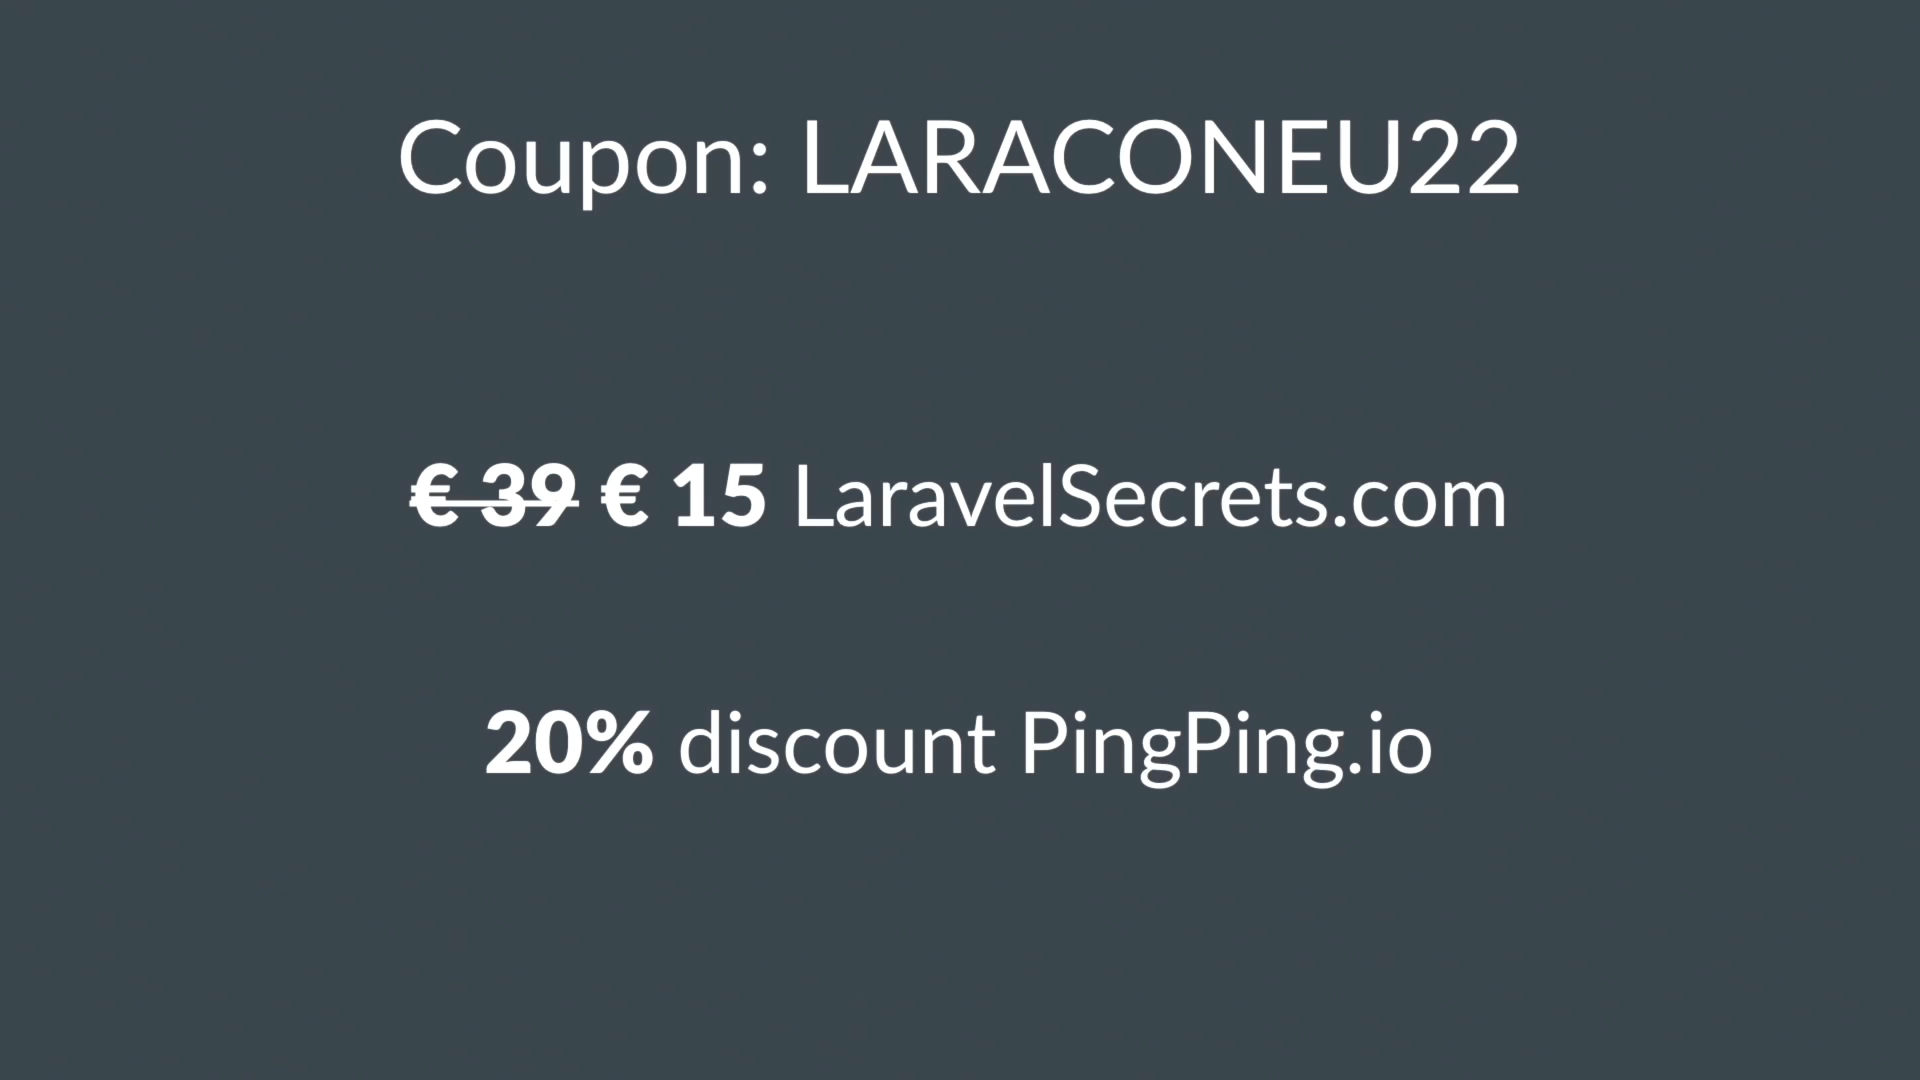 Coupon: LARACONEU22
€ 39 € 15 LaravelSecrets.com
20% discount PingPing.io